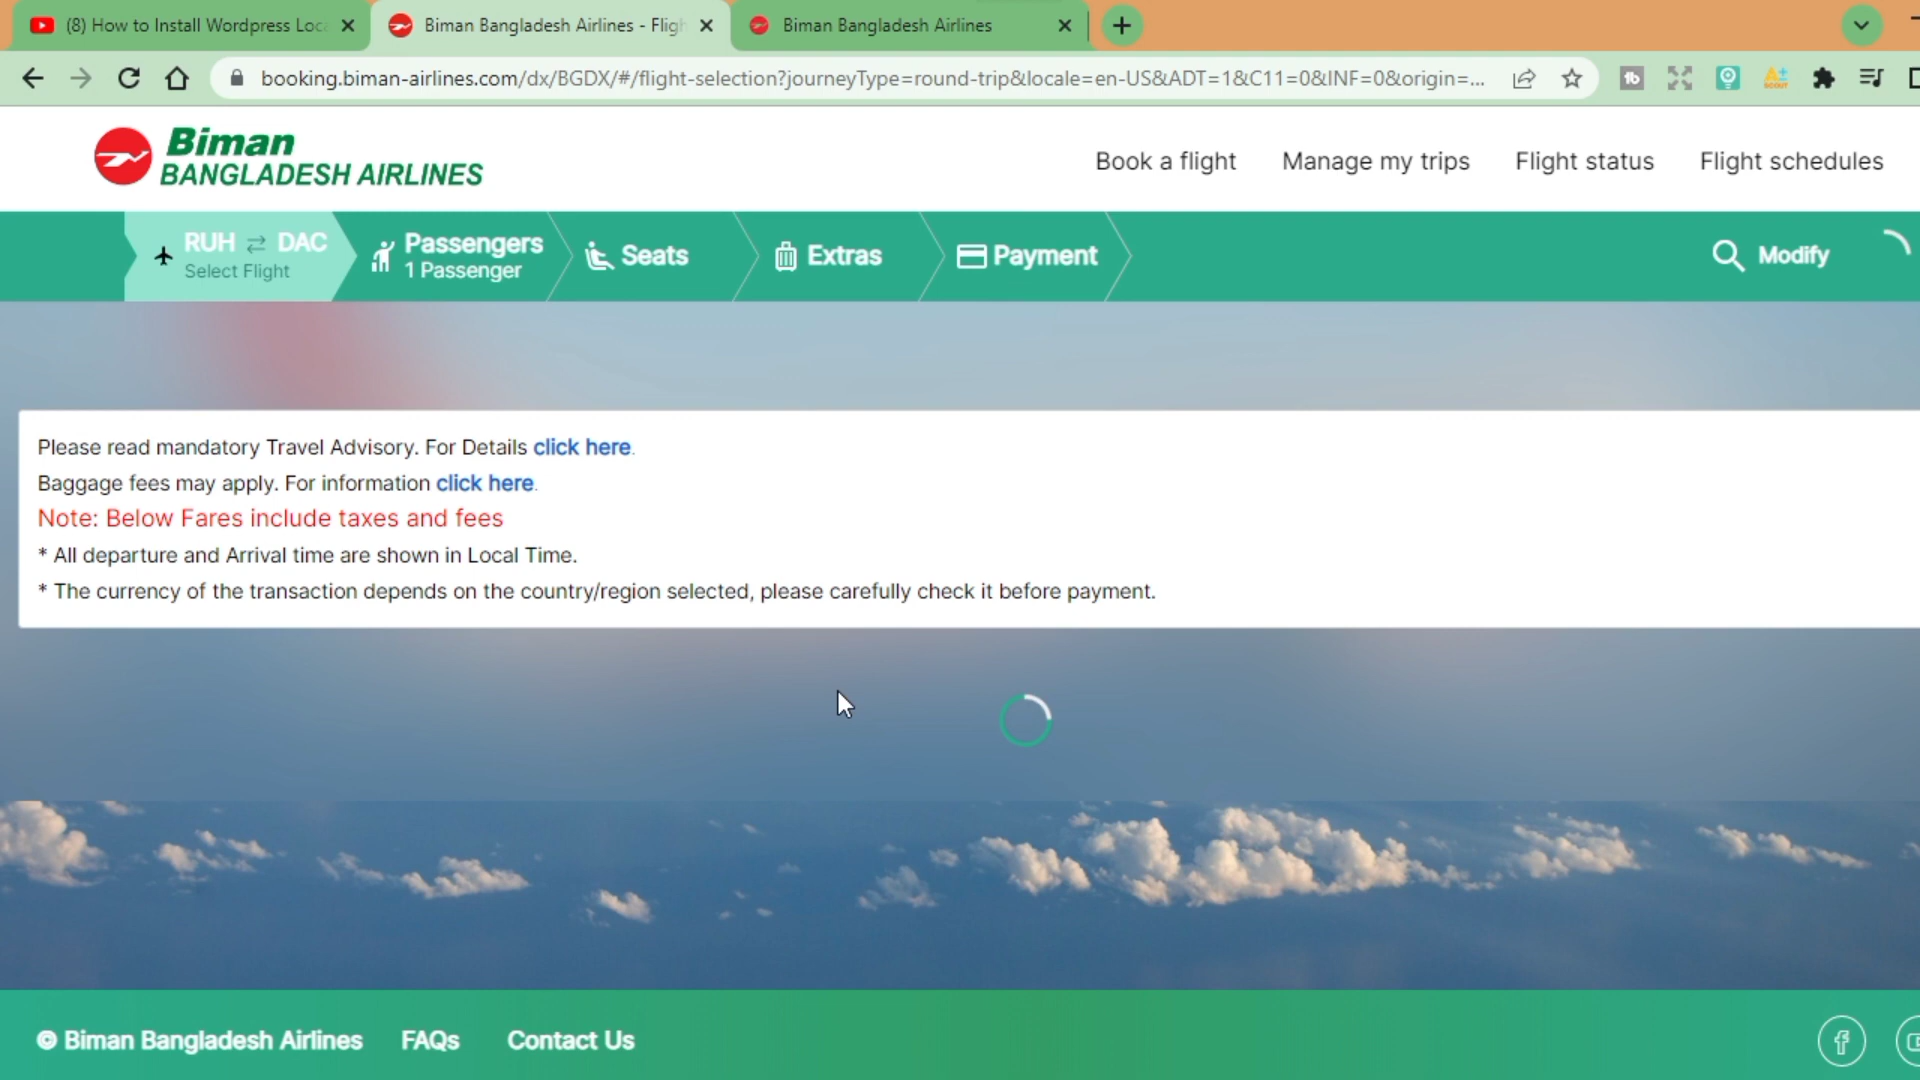 (8) How to Install Wordpress Loc
Biman Bangladesh Airlines - Fligh
Biman Bangladesh Airlines
booking.biman-airlines.com/dx/BGDX/#/flight-selection?journeyType=round-trip&locale=en-US&ADT=1&C11=0&INF=0&origin=...
Biman
BANGLADESH AIRLINES
Book a flight
Manage my trips
Flight status
Flight schedules
RUH ⇄ DAC
Select Flight
Passengers
1 Passenger
Seats
Extras
Payment
Modify
Please read mandatory Travel Advisory. For Details click here.
Baggage fees may apply. For information click here.
Note: Below Fares include taxes and fees
* All departure and Arrival time are shown in Local Time.
* The currency of the transaction depends on the country/region selected, please carefully check it before payment.
© Biman Bangladesh Airlines
FAQs
Contact Us